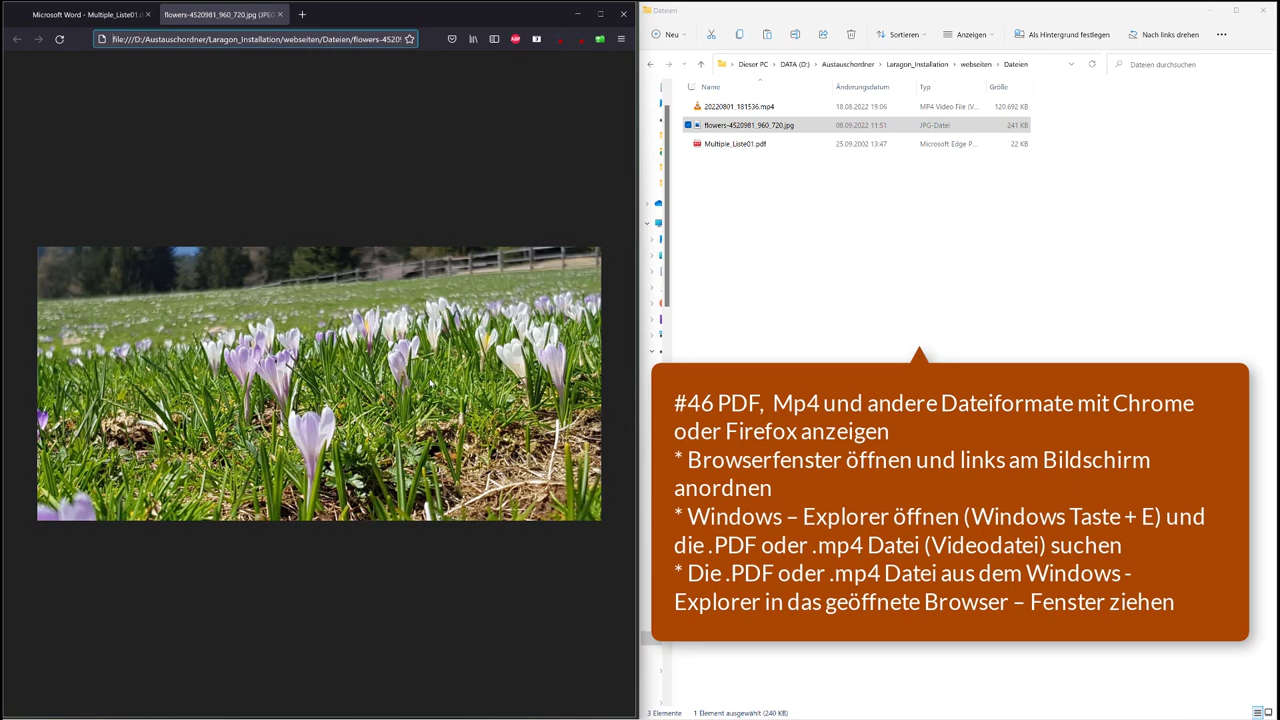 Microsoft Word - Multiple_Liste01.d
flowers-4520981_960_720.jpg (JPEG
file:///D:/Austauschordner/Laragon_Installation/webseiten/Dateien/flowers-4520
ABP
Dateien
Neu
Sortieren
Anzeigen
Als Hintergrund festlegen
Nach links drehen
Dieser PC
DATA (D:)
Austauschordner
Laragon_Installation
webseiten
Dateien
Dateien durchsuchen
Name Änderungsdatum Typ Größe
20220801_181536.mp4 18.08.2022 19:06 MP4 Video File (V... 120.692 KB
flowers-4520981_960_720.jpg 08.09.2022 11:51 JPG-Datei 241 KB
Multiple_Liste01.pdf 25.09.2002 13:47 Microsoft Edge P... 22 KB
#46 PDF, Mp4 und andere Dateiformate mit Chrome
oder Firefox anzeigen
* Browserfenster öffnen und links am Bildschirm
anordnen
* Windows – Explorer öffnen (Windows Taste + E) und
die .PDF oder .mp4 Datei (Videodatei) suchen
* Die .PDF oder .mp4 Datei aus dem Windows -
Explorer in das geöffnete Browser – Fenster ziehen
3 Elemente 1 Element ausgewählt (240 KB)